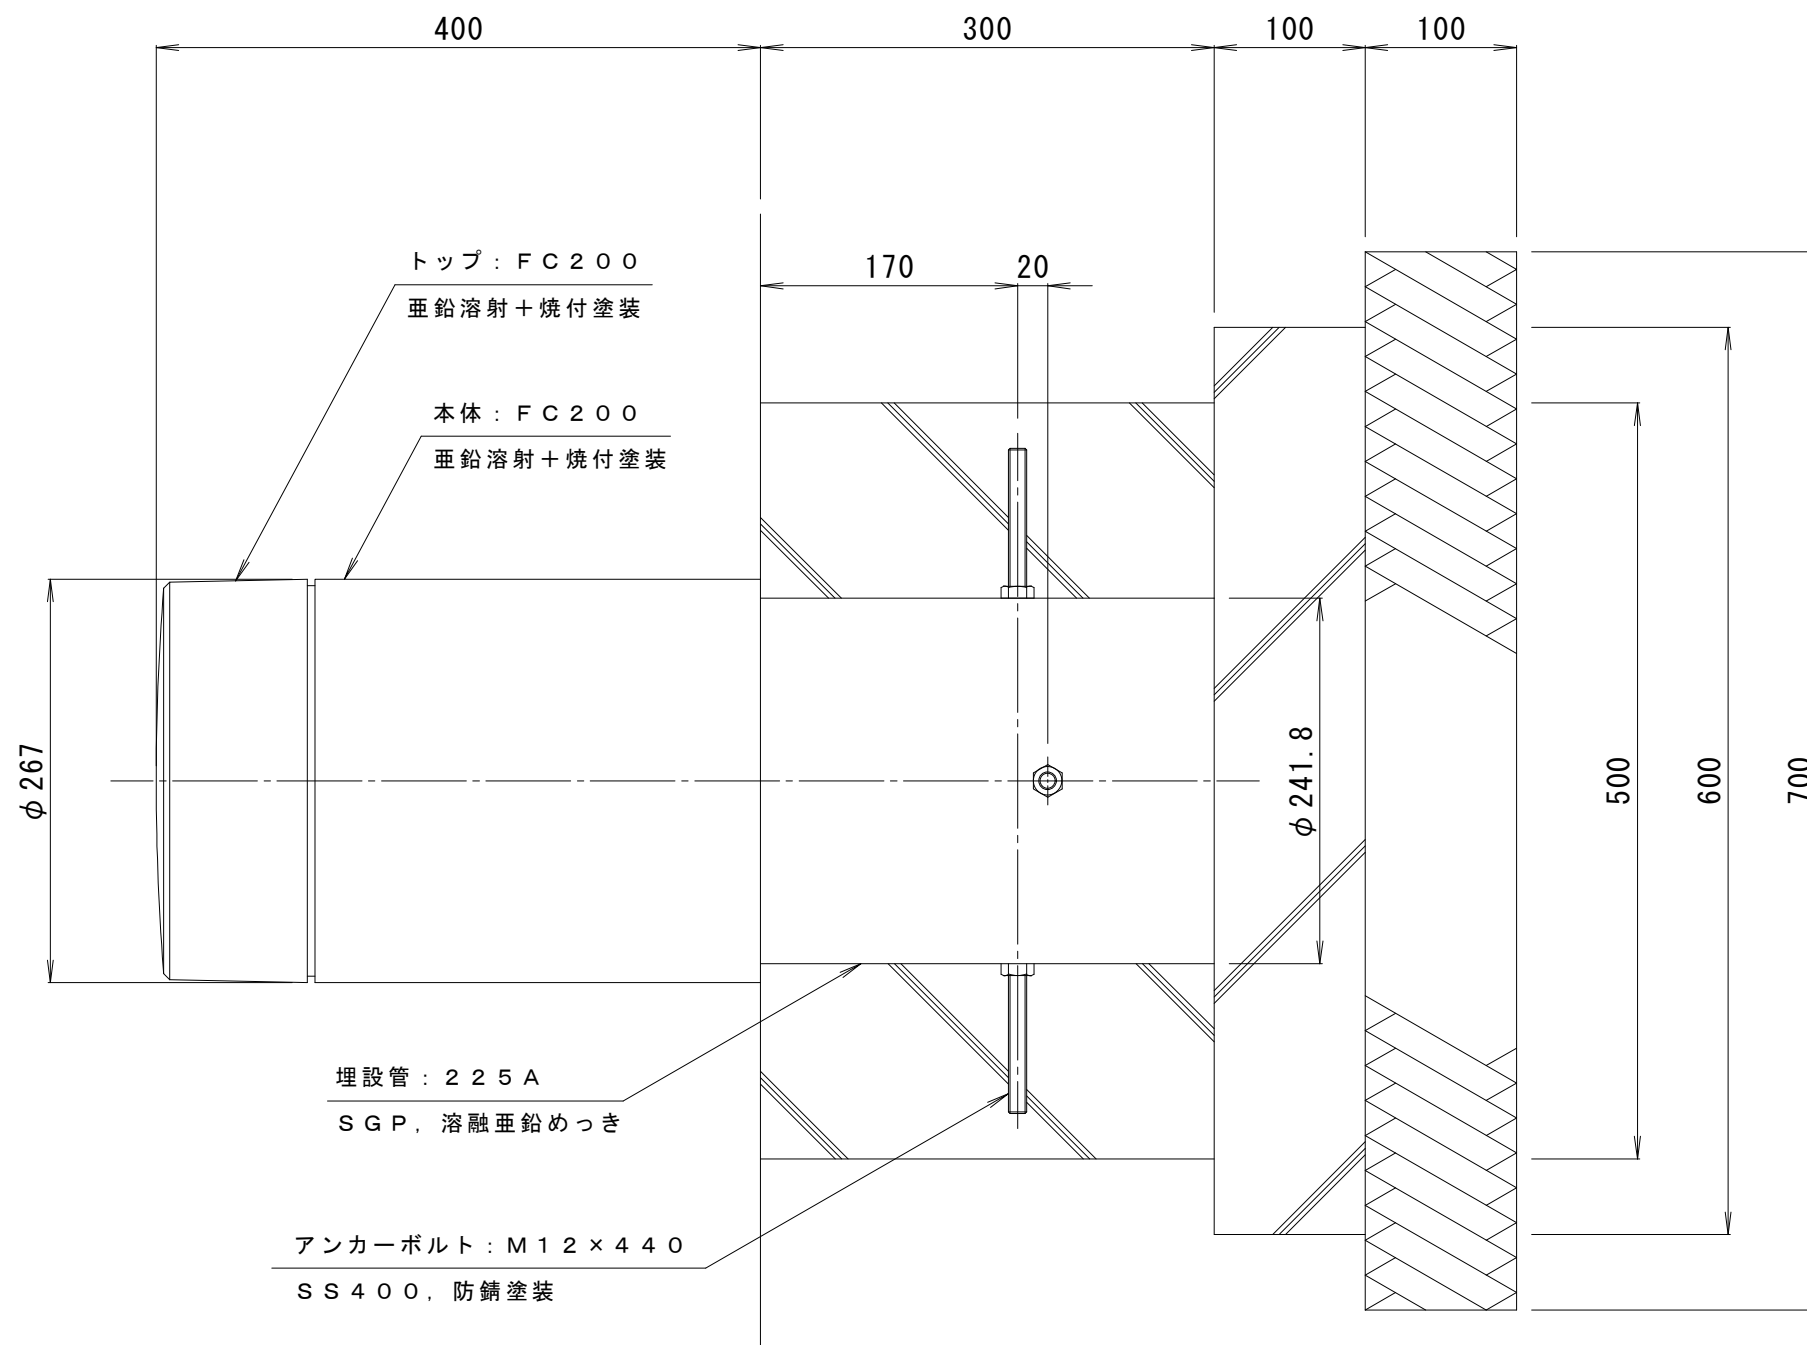 400
300
100
100
トップ：ＦＣ２００
亜鉛溶射＋焼付塗装
170
20
本体：ＦＣ２００
亜鉛溶射＋焼付塗装
φ267
φ241.8
500
600
700
埋設管：２２５Ａ
ＳＧＰ，溶融亜鉛めっき
アンカーボルト：Ｍ１２×４４０
ＳＳ４００，防錆塗装